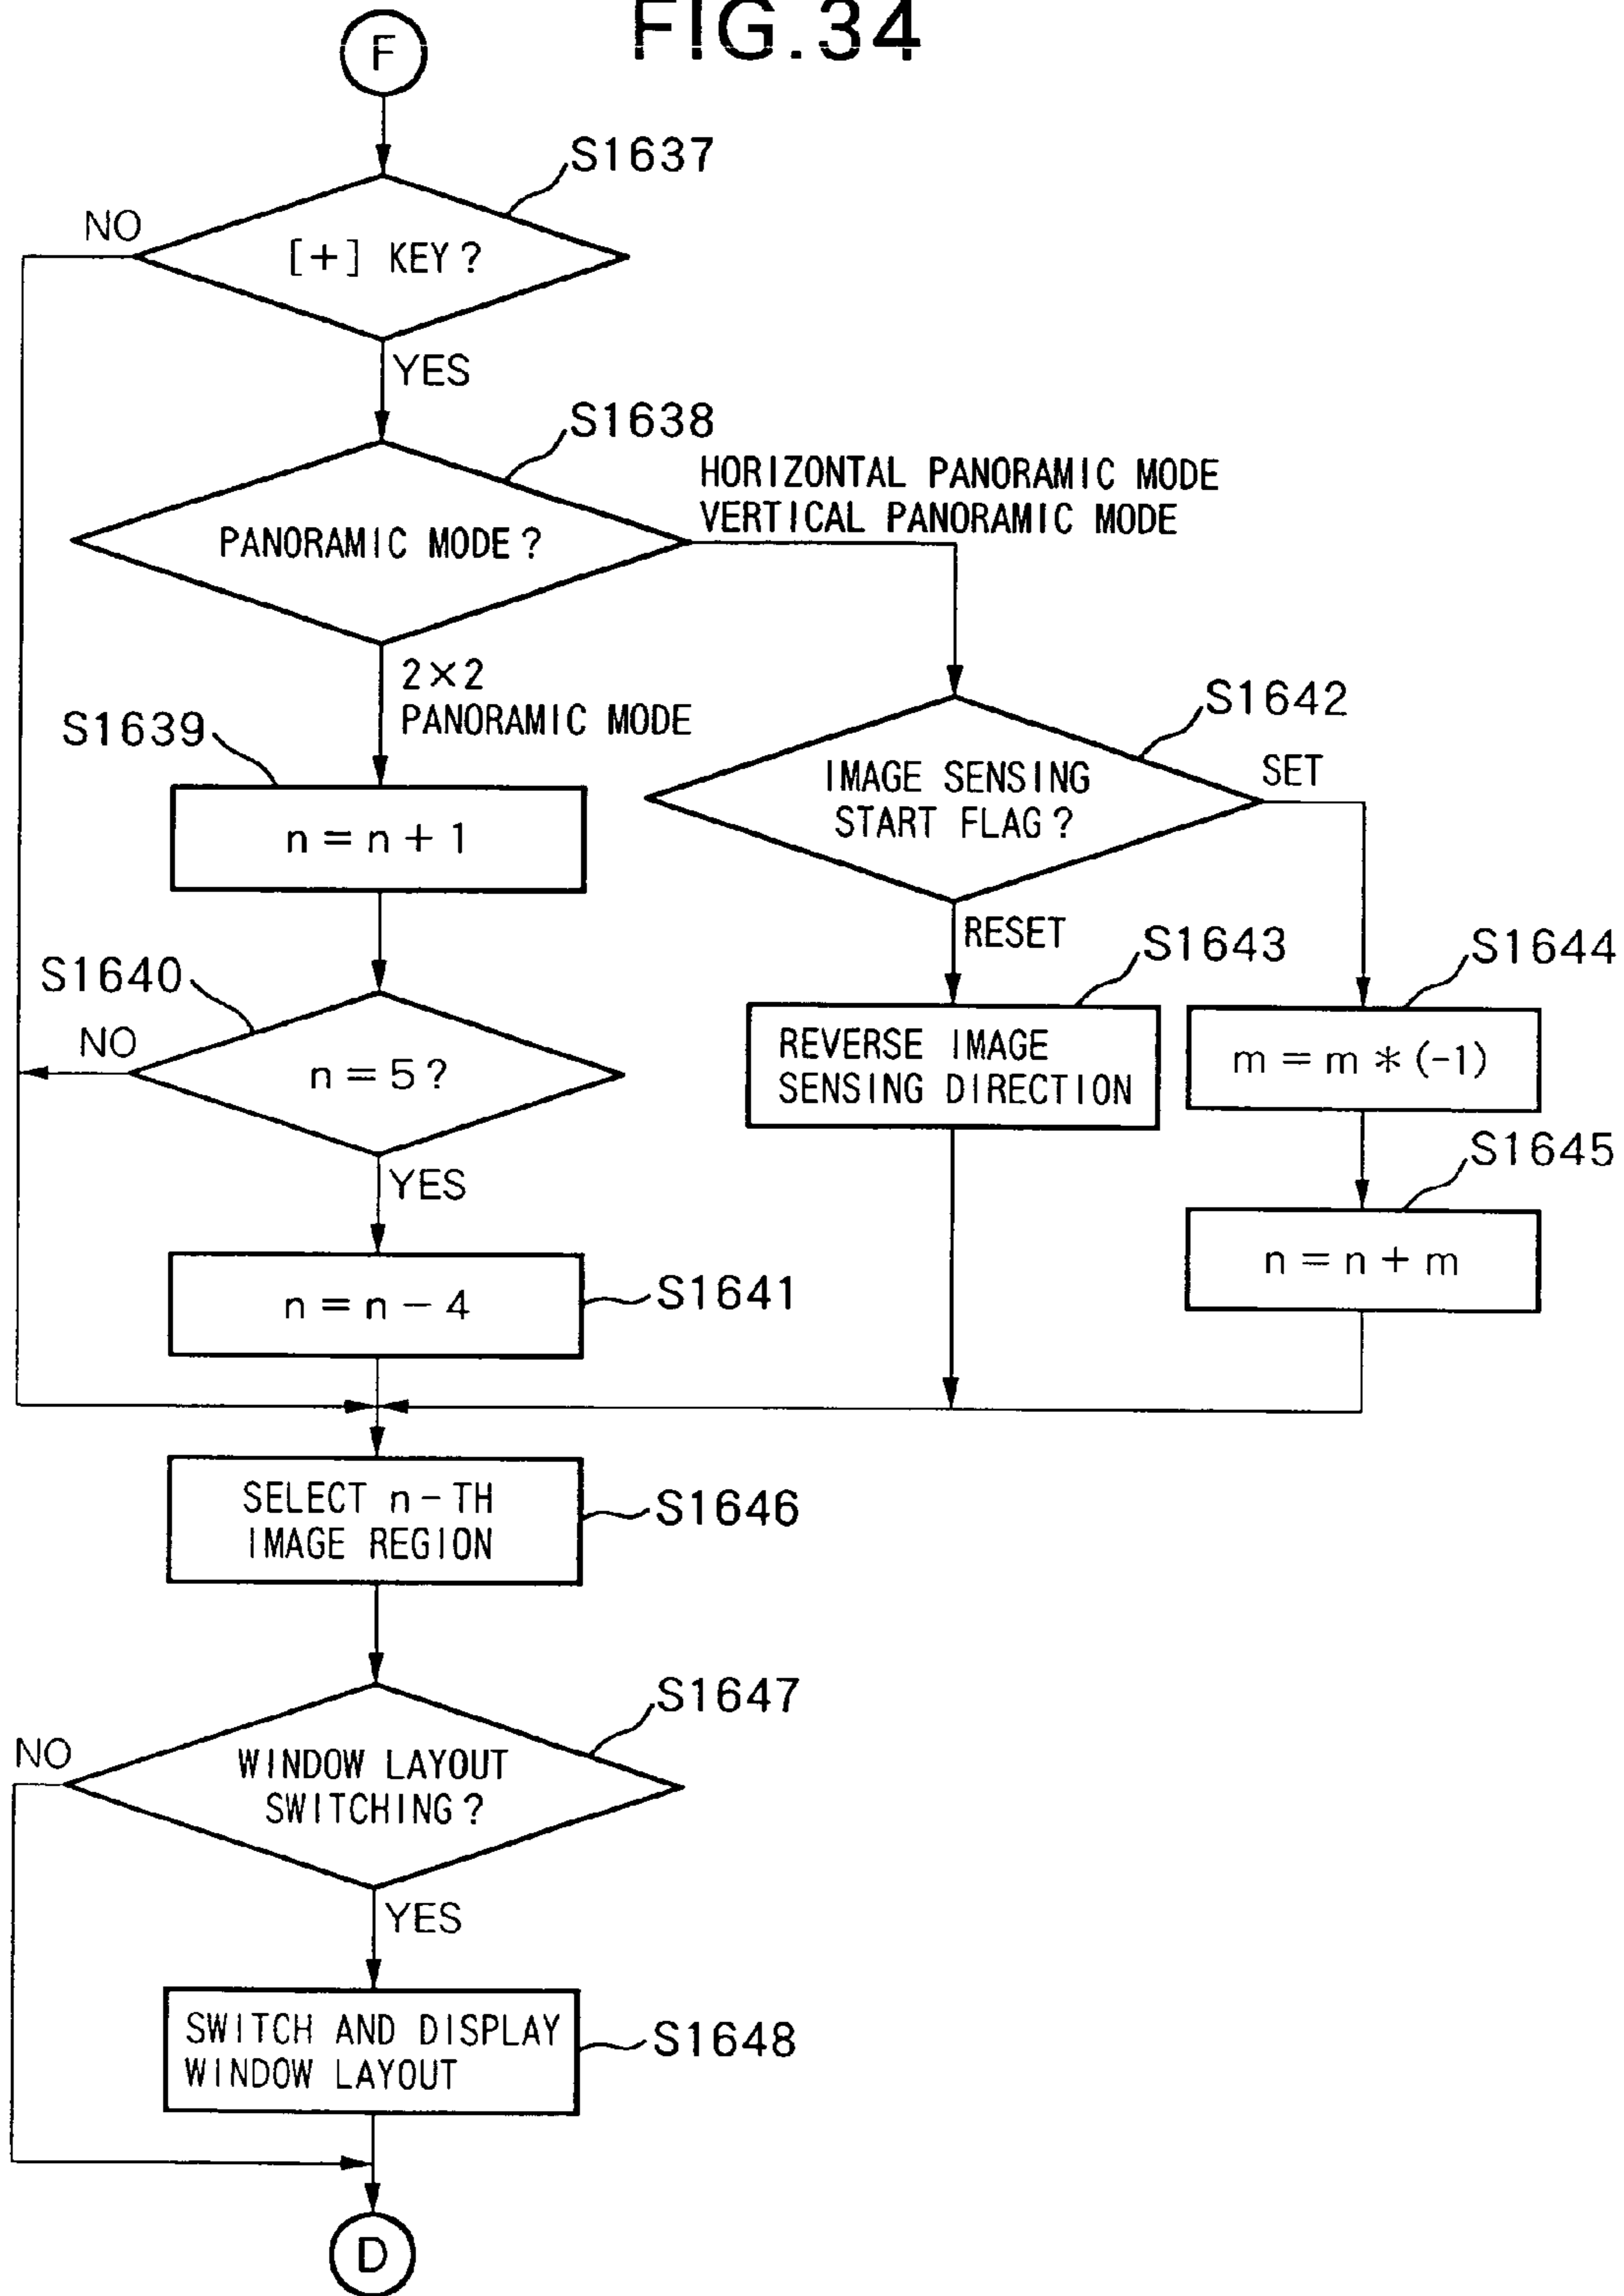 FIG.34
F
S1637
NO
[+] KEY?
YES
S1638
HORIZONTAL PANORAMIC MODE
VERTICAL PANORAMIC MODE
PANORAMIC MODE?
2×2
PANORAMIC MODE
S1639
n = n + 1
S1642
IMAGE SENSING
START FLAG?
SET
RESET
S1640
NO
n = 5?
YES
S1643
REVERSE IMAGE
SENSING DIRECTION
S1644
m = m * (-1)
S1645
n = n + m
n = n - 4
S1641
SELECT n-TH
IMAGE REGION
S1646
S1647
NO
WINDOW LAYOUT
SWITCHING?
YES
SWITCH AND DISPLAY
WINDOW LAYOUT
S1648
D